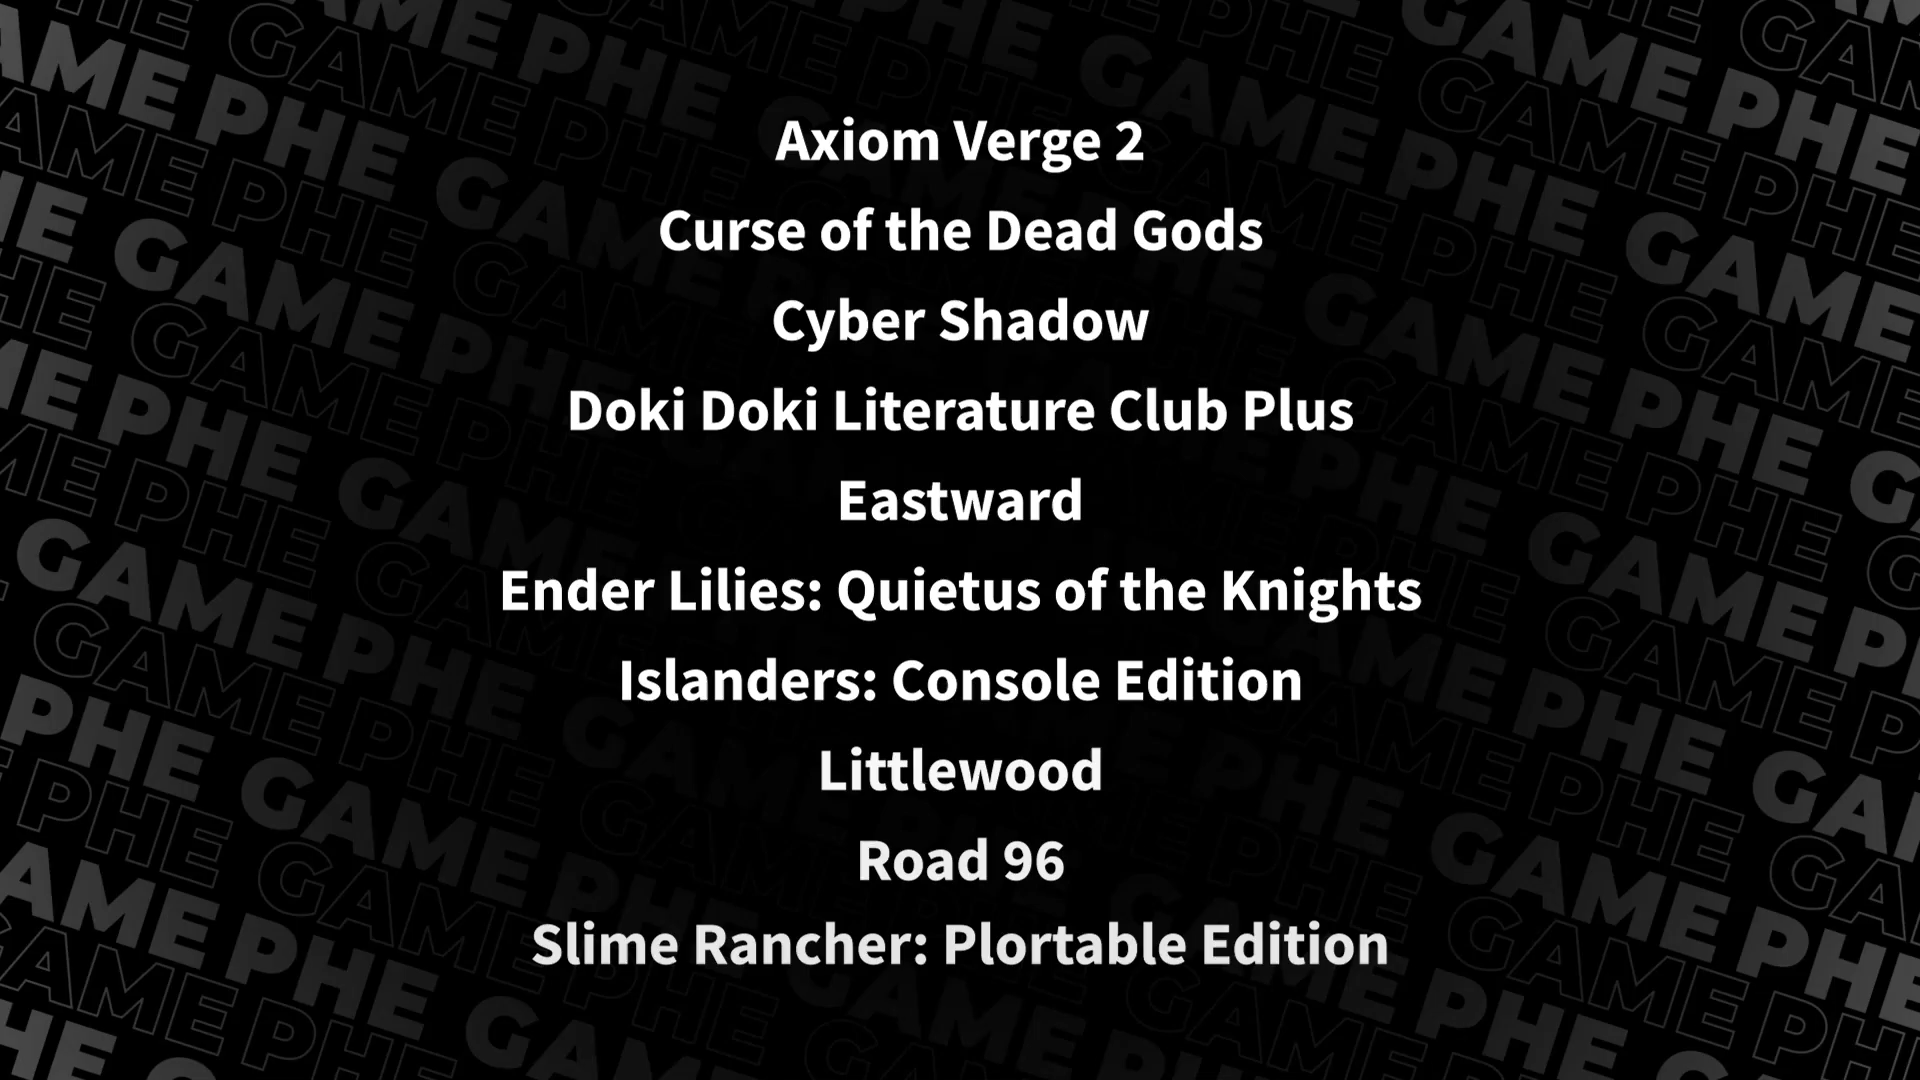 Axiom Verge 2
Curse of the Dead Gods
Cyber Shadow
Doki Doki Literature Club Plus
Eastward
Ender Lilies: Quietus of the Knights
Islanders: Console Edition
Littlewood
Road 96
Slime Rancher: Plortable Edition